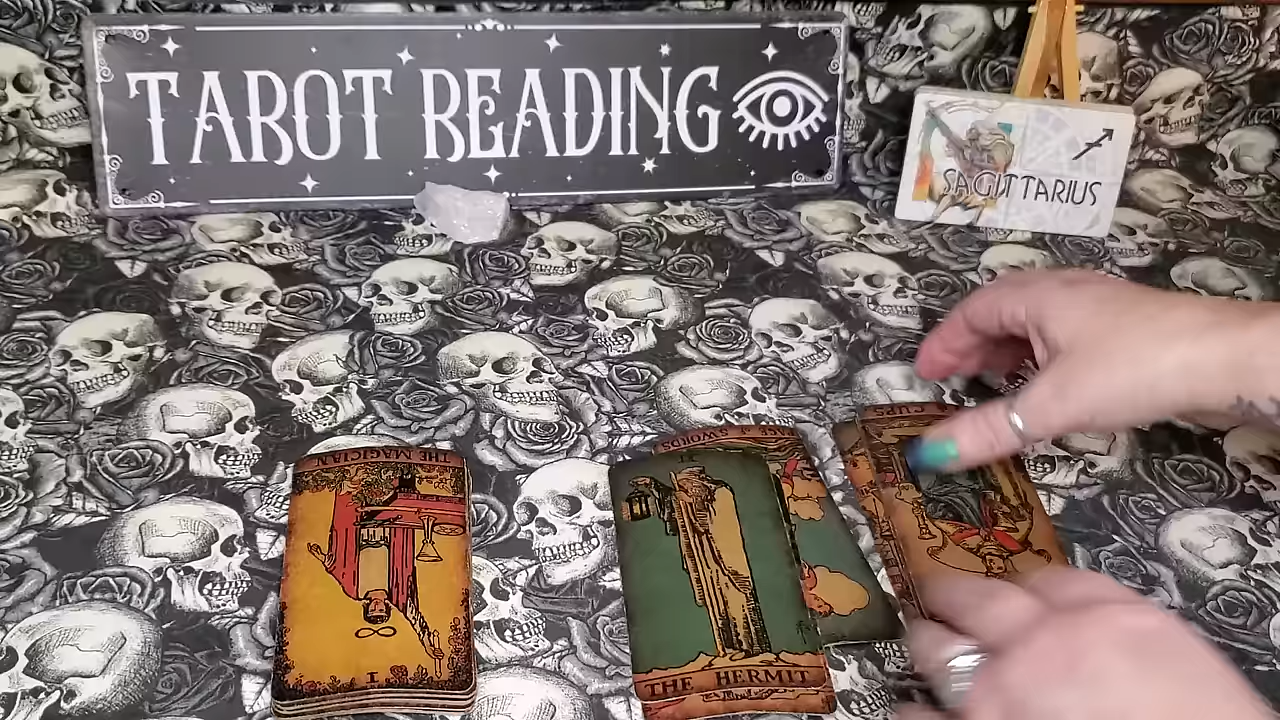 TAROT READING
SAGITTARIUS
THE MAGICIAN
I
SWORDS
CUPS
THE HERMIT